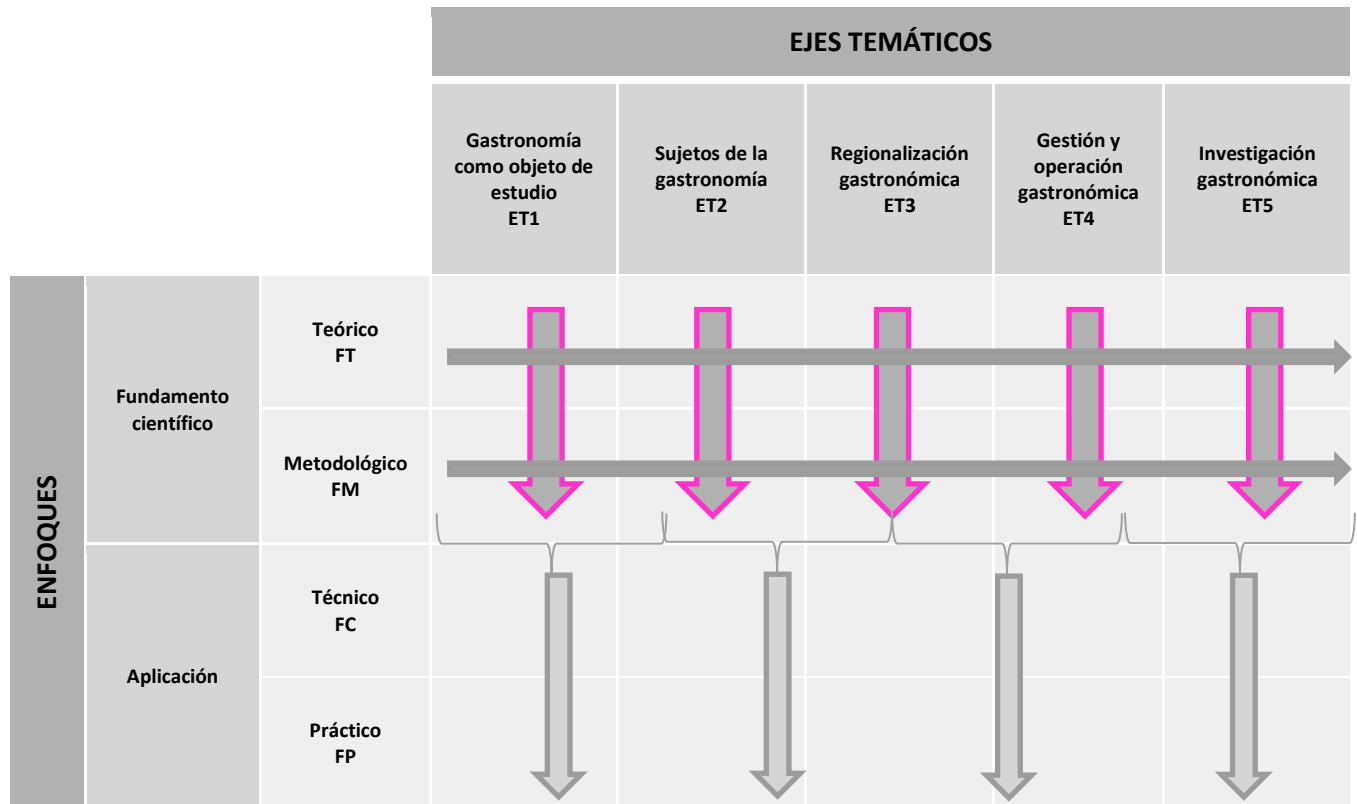 EJES TEMÁTICOS
Gastronomía
como objeto de
estudio
ET1
Sujetos de la
gastronomía
ET2
Regionalización
gastronómica
ET3
Gestión y
operación
gastronómica
ET4
Investigación
gastronómica
ET5
ENFOQUES
Fundamento
científico
Teórico
FT
Metodológico
FM
Aplicación
Técnico
FC
Práctico
FP